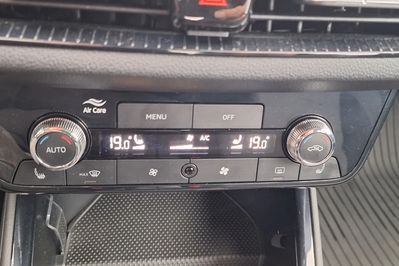 Air Care
MENU
OFF
19.0°
A/C
19.0°
AUTO
MAX